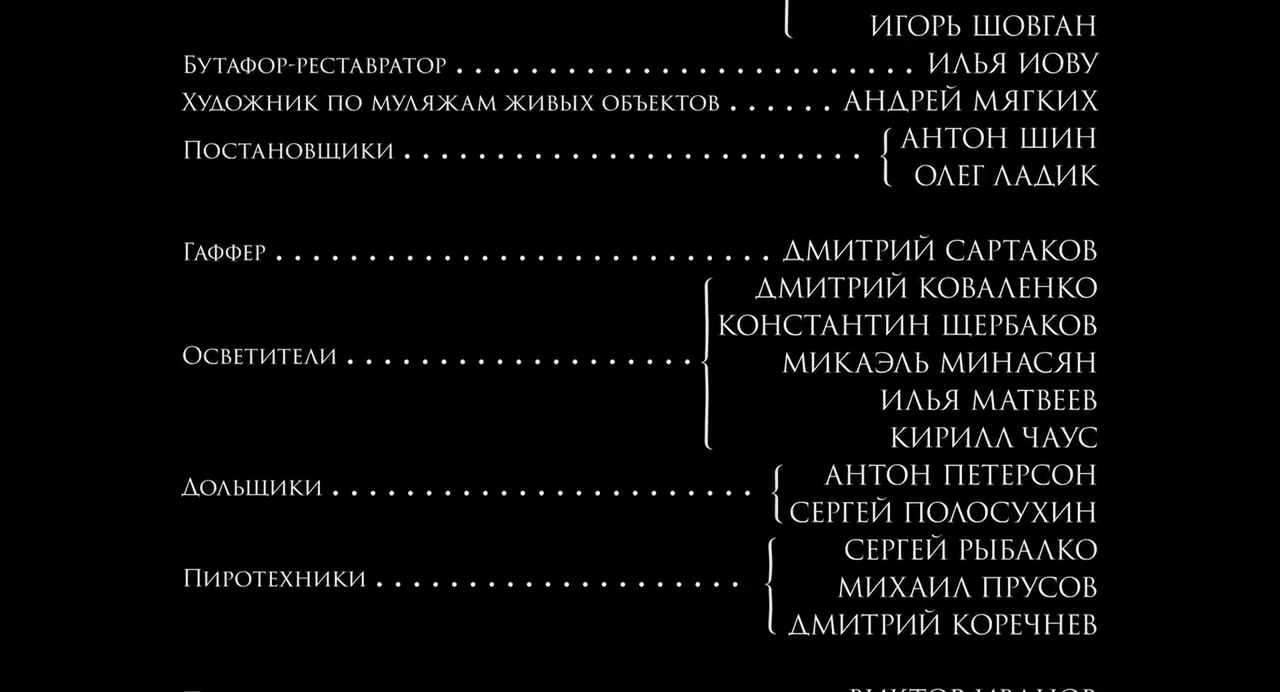 ИГОРЬ ШОВГАН
БУТАФОР-РЕСТАВРАТОР . . . . . . . . . . . . . . . . . . . . . . . . . ИЛЬЯ ИОВУ
ХУДОЖНИК ПО МУЛЯЖАМ ЖИВЫХ ОБЪЕКТОВ . . . . . . АНДРЕЙ МЯГКИХ
ПОСТАНОВЩИКИ . . . . . . . . . . . . . . . . . . . . . . . . . АНТОН ШИН
ОЛЕГ ЛАДИК
ГАФФЕР . . . . . . . . . . . . . . . . . . . . . . . . . . . ДМИТРИЙ САРТАКОВ
ДМИТРИЙ КОВАЛЕНКО
КОНСТАНТИН ЩЕРБАКОВ
ОСВЕТИТЕЛИ . . . . . . . . . . . . . . . . . . . МИКАЭЛЬ МИНАСЯН
ИЛЬЯ МАТВЕЕВ
КИРИЛЛ ЧАУС
ДОЛЬЩИКИ . . . . . . . . . . . . . . . . . . . . . . . АНТОН ПЕТЕРСОН
СЕРГЕЙ ПОЛОСУХИН
СЕРГЕЙ РЫБАЛКО
ПИРОТЕХНИКИ . . . . . . . . . . . . . . . . . . . . МИХАИЛ ПРУСОВ
ДМИТРИЙ КОРЕЧНЕВ
ВИКТОР ИВАНОВ